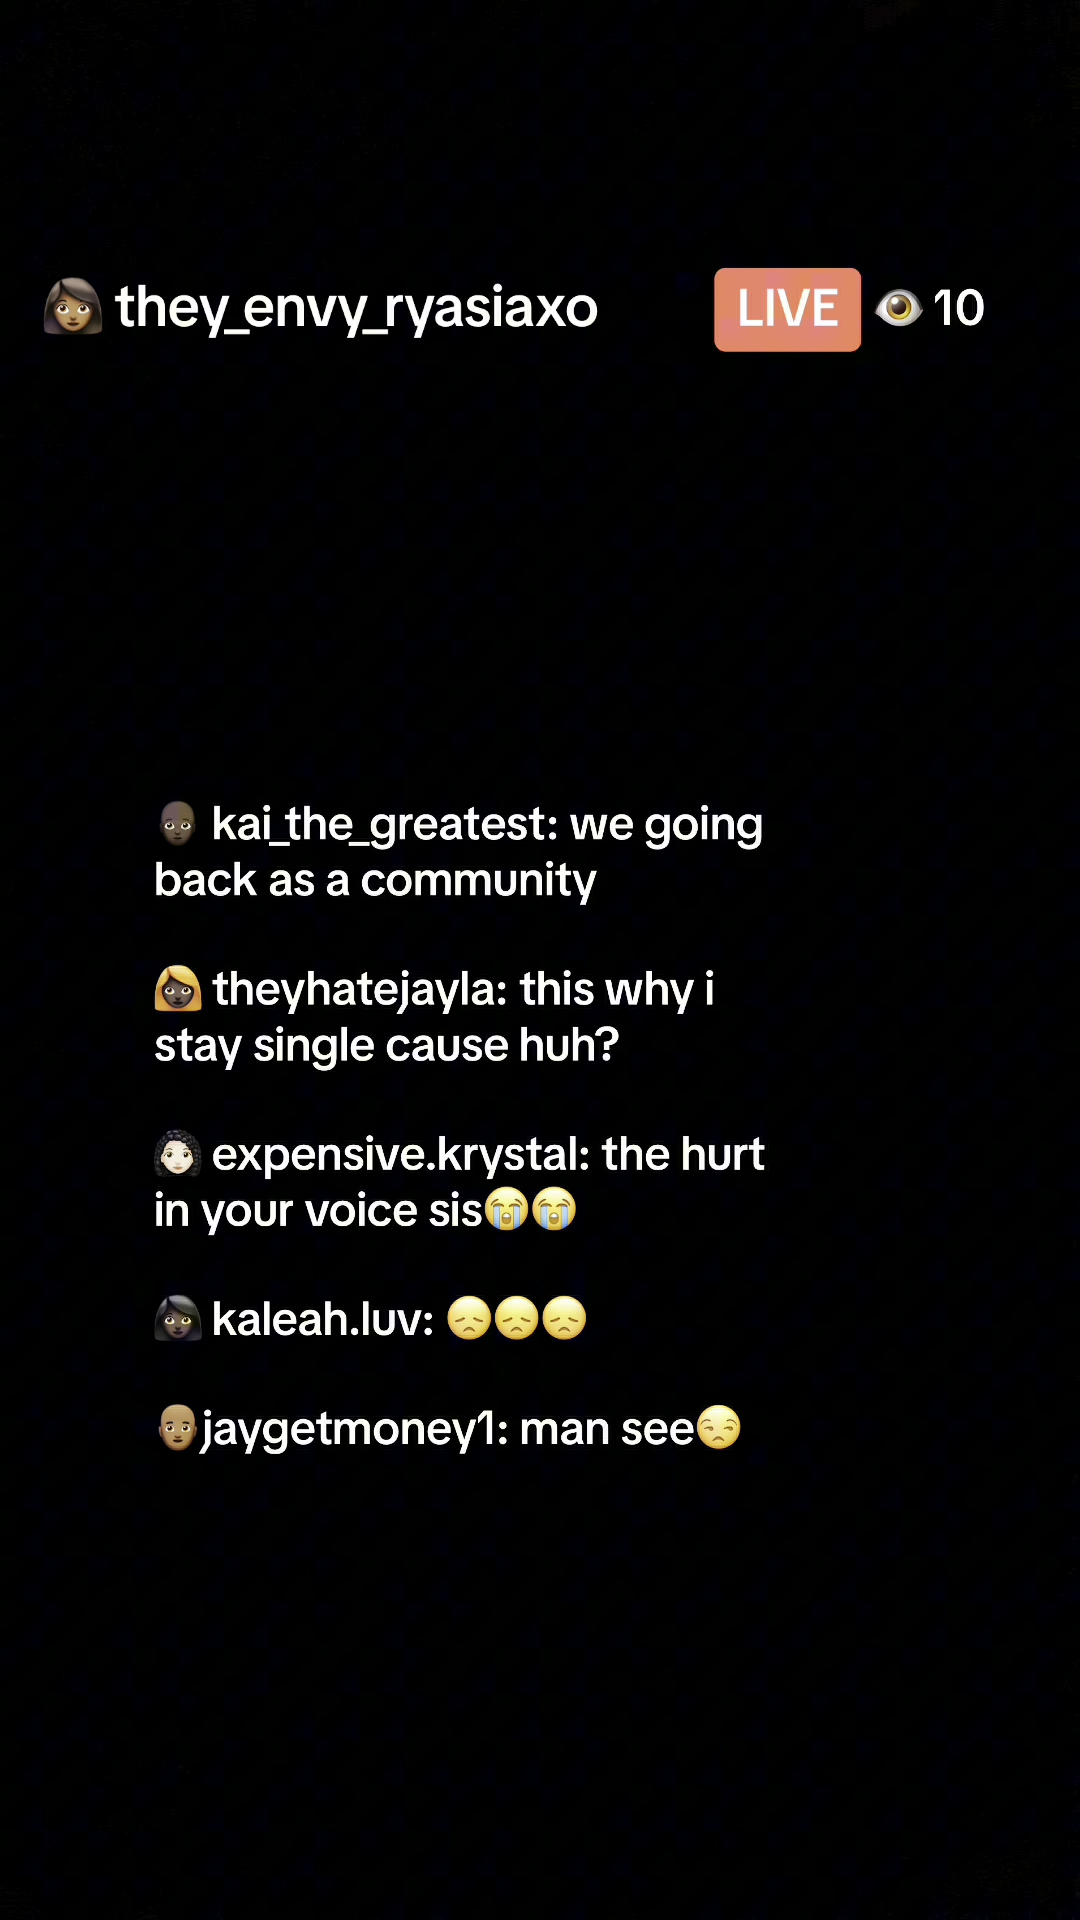 they_envy_ryasiaxo LIVE 👁️ 10
kai_the_greatest: we going
back as a community
theyhatejayla: this why i
stay single cause huh?
expensive.krystal: the hurt
in your voice sis😭😭
kaleah.luv: 😞😞😞
jaygetmoney1: man see😒